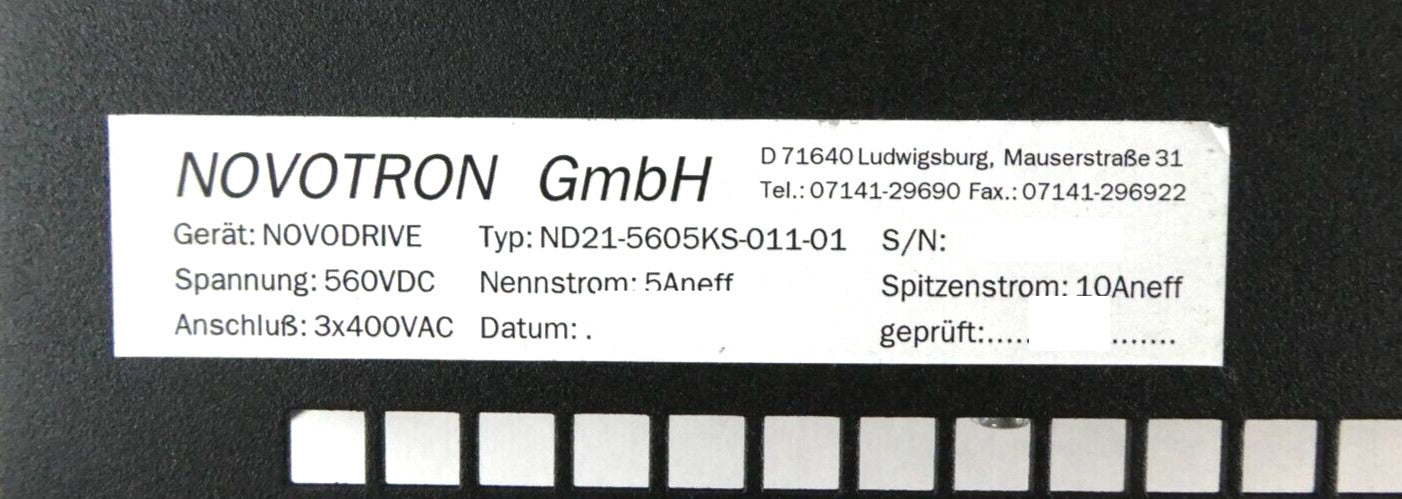 NOVOTRON GmbH
D 71640 Ludwigsburg, Mauserstraße 31
Tel.: 07141-29690 Fax.: 07141-296922
Gerät: NOVODRIVE Typ: ND21-5605KS-011-01 S/N:
Spannung: 560VDC Nennstrom: 5Aneff Spitzenstrom: 10Aneff
Anschluß: 3x400VAC Datum: . geprüft:..... .......